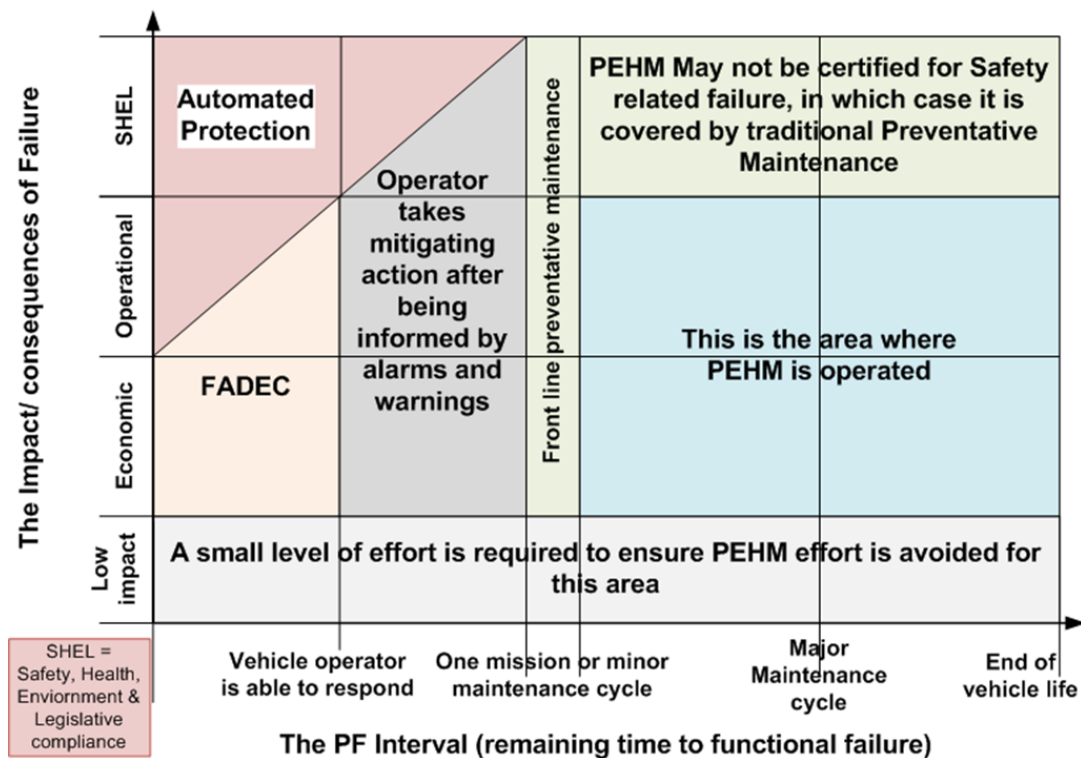 The Impact/ consequences of Failure
SHEL
Operational
Economic
Low
impact
Automated
Protection
FADEC
Operator
takes
mitigating
action after
being
informed by
alarms and
warnings
Front line preventative maintenance
PEHM May not be certified for Safety
related failure, in which case it is
covered by traditional Preventative
Maintenance
This is the area where
PEHM is operated
A small level of effort is required to ensure PEHM effort is avoided for
this area
SHEL =
Safety, Health,
Enviornment &
Legislative
compliance
Vehicle operator
is able to respond
One mission or minor
maintenance cycle
Major
Maintenance
cycle
End of
vehicle life
The PF Interval (remaining time to functional failure)